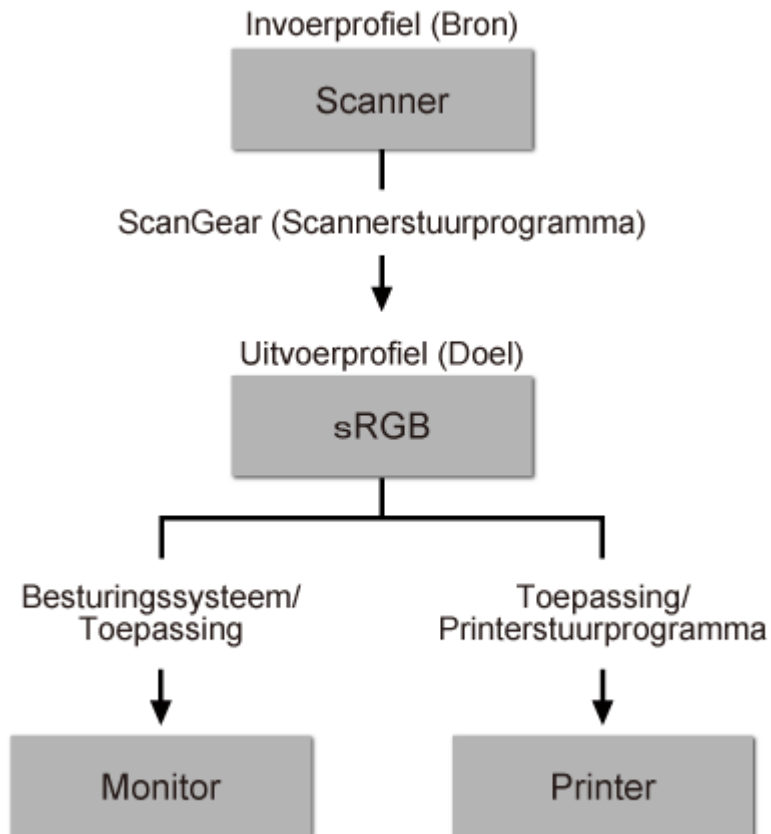 Invoerprofiel (Bron)
Scanner
ScanGear (Scannerstuurprogramma)
Uitvoerprofiel (Doel)
sRGB
Besturingssysteem/
Toepassing
Toepassing/
Printerstuurprogramma
Monitor
Printer